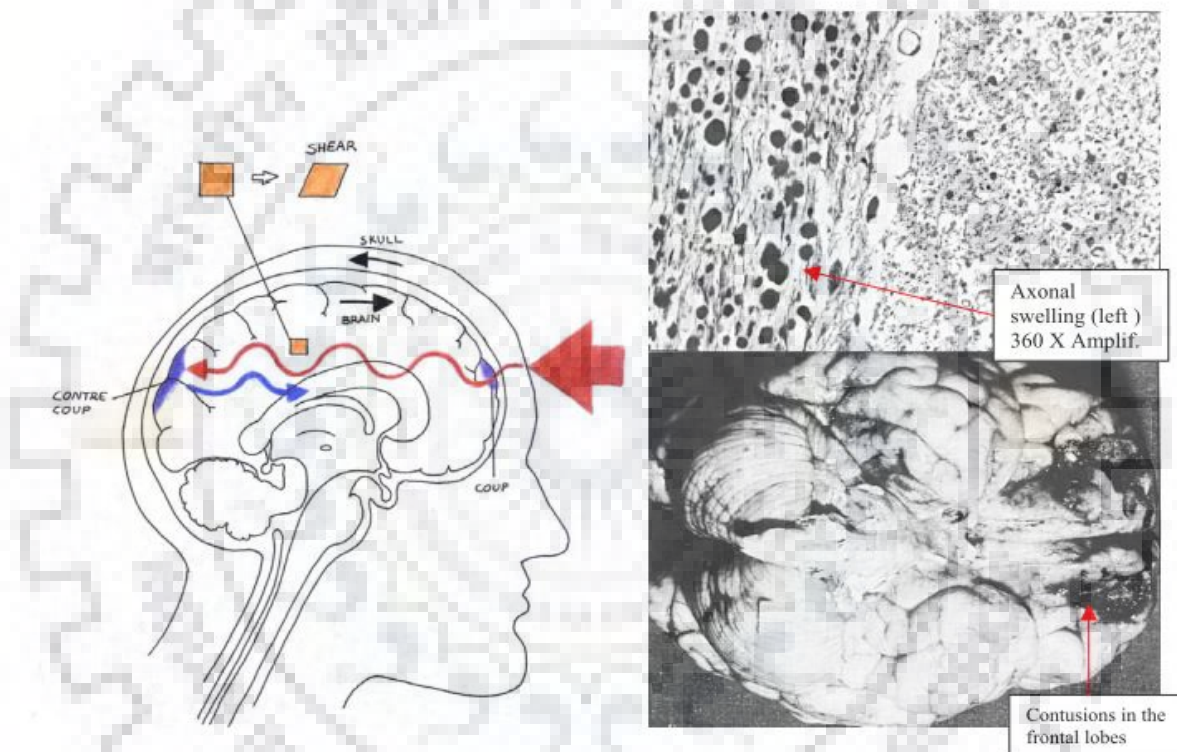 SHEAR
SKULL
BRAIN
CONTRE
COUP
COUP
Axonal
swelling (left )
360 X Amplif.
Contusions in the
frontal lobes